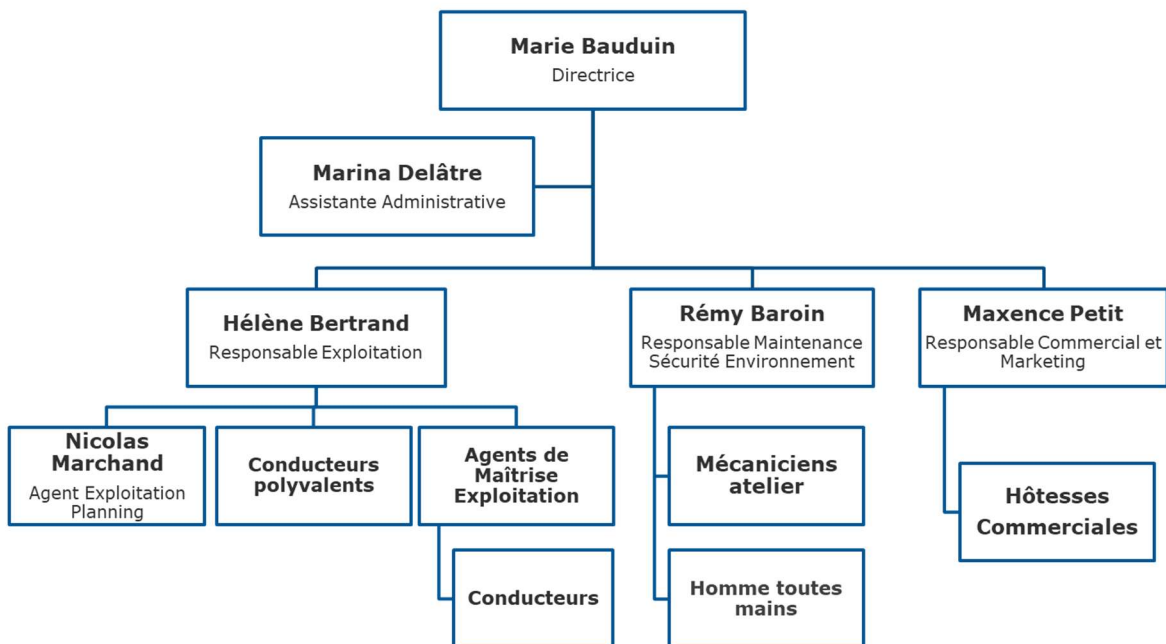 Marie Bauduin
Directrice
Marina Delâtre
Assistante Administrative
Hélène Bertrand
Responsable Exploitation
Rémy Baroin
Responsable Maintenance
Sécurité Environnement
Maxence Petit
Responsable Commercial et
Marketing
Nicolas
Marchand
Agent Exploitation
Planning
Conducteurs
polyvalents
Agents de
Maîtrise
Exploitation
Mécaniciens
atelier
Hôtesses
Commerciales
Conducteurs
Homme toutes
mains